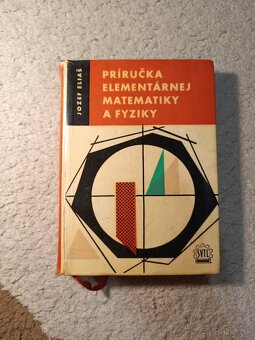 JOZEF ELIAŠ
PRÍRUČKA
ELEMENTÁRNEJ
MATEMATIKY
A FYZIKY
SVTL